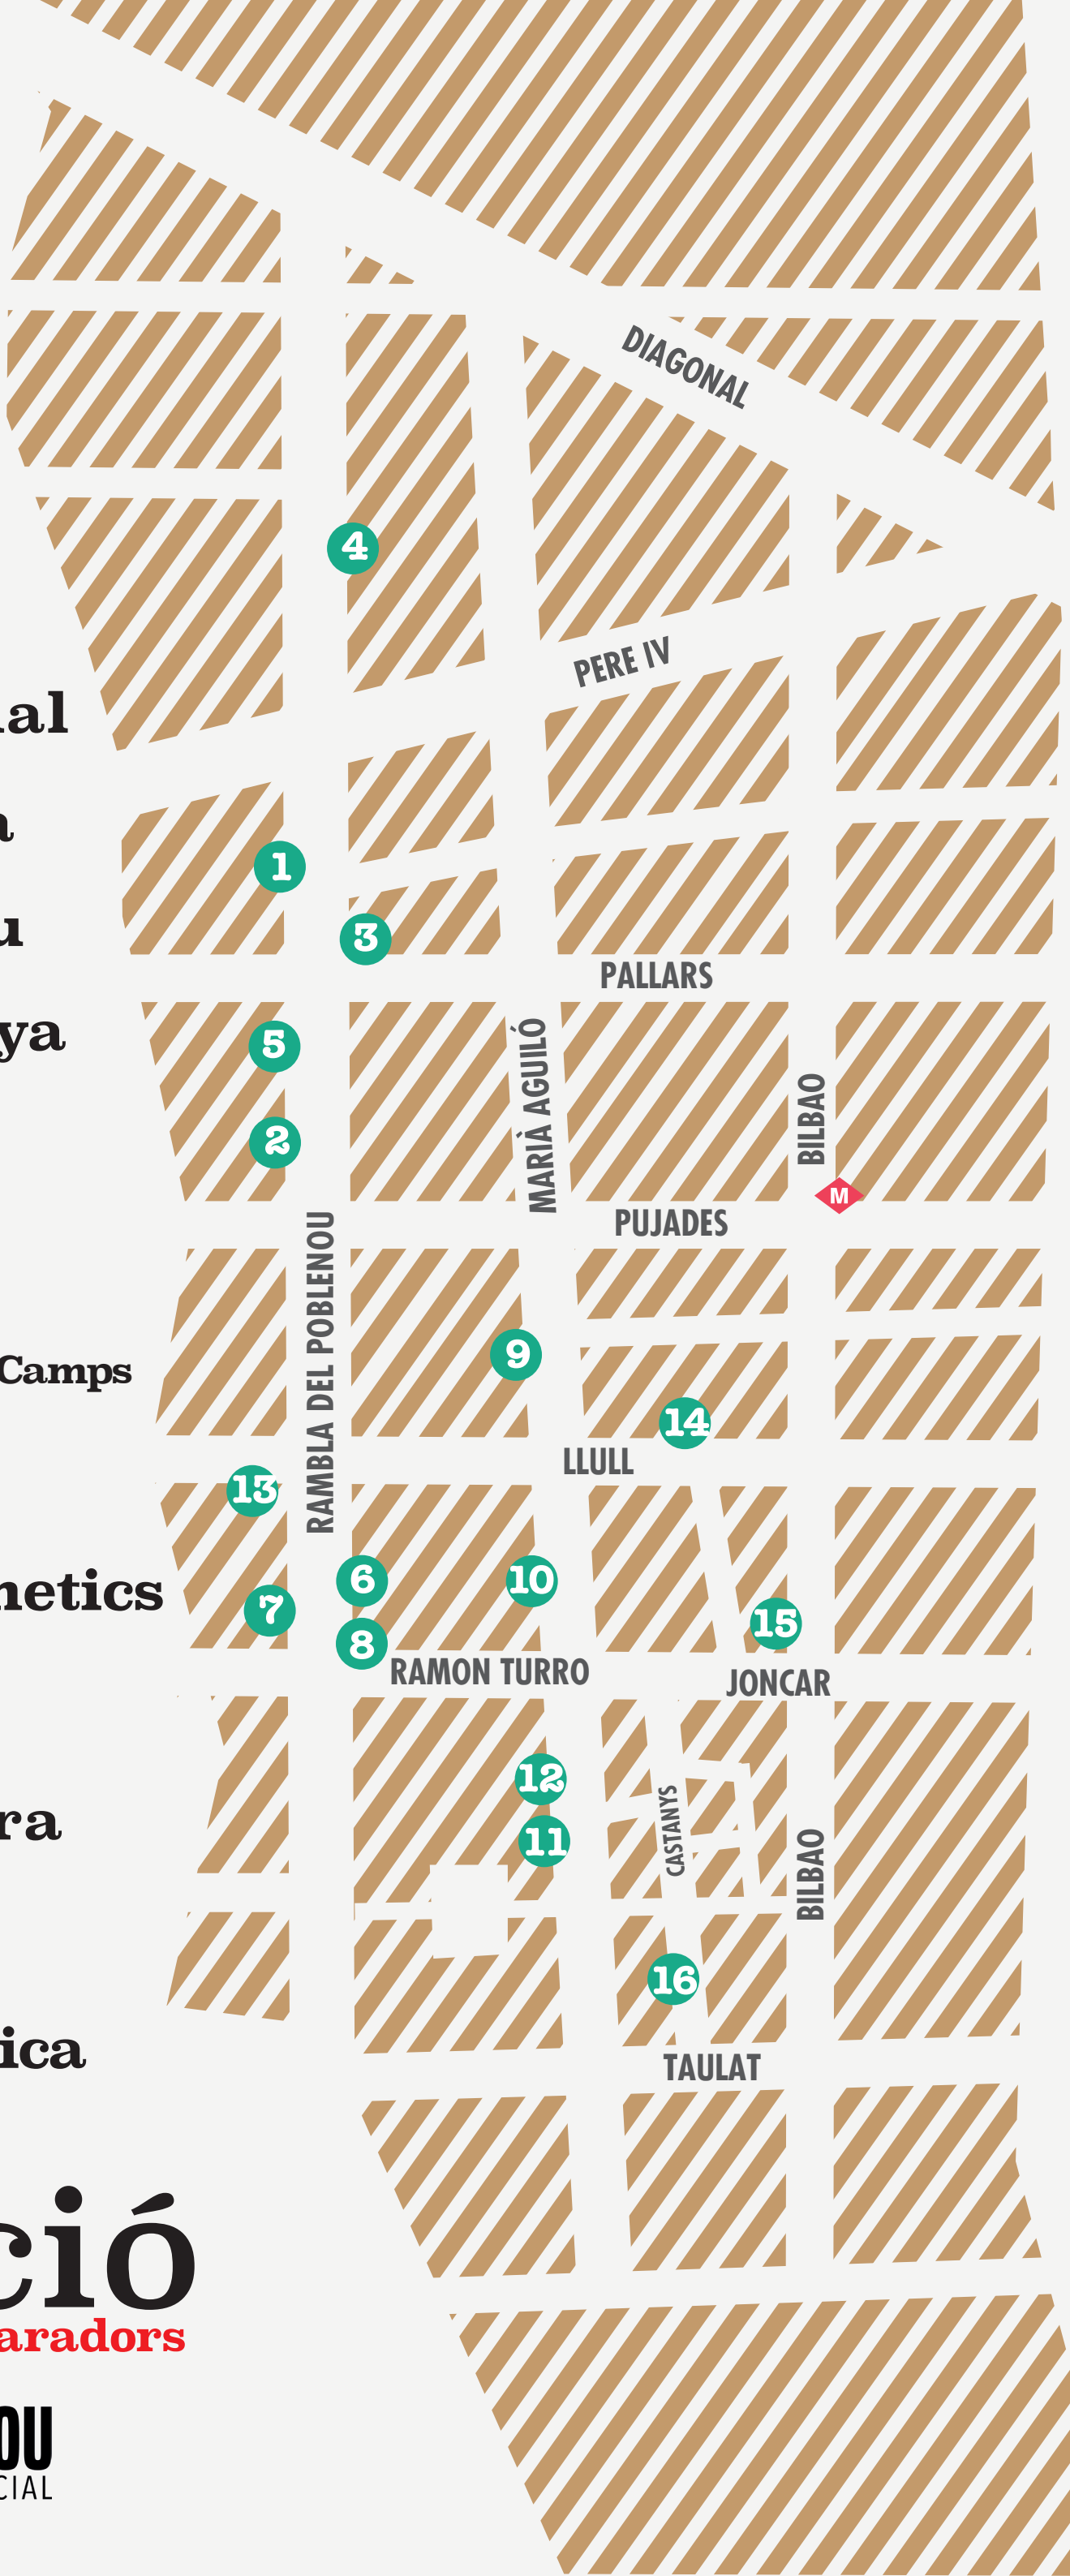 DIAGONAL
4
PERE IV
al
a
1
u
3
PALLARS
ya
5
MARIÀ AGUILÓ
BILBAO
2
M
PUJADES
RAMBLA DEL POBLENOU
Camps
9
14
LLULL
13
netics
6
10
7
15
8
RAMON TURRO
JONCAR
12
CASTANYS
ra
11
BILBAO
16
ica
TAULAT
ció
aradors
OU
CIAL